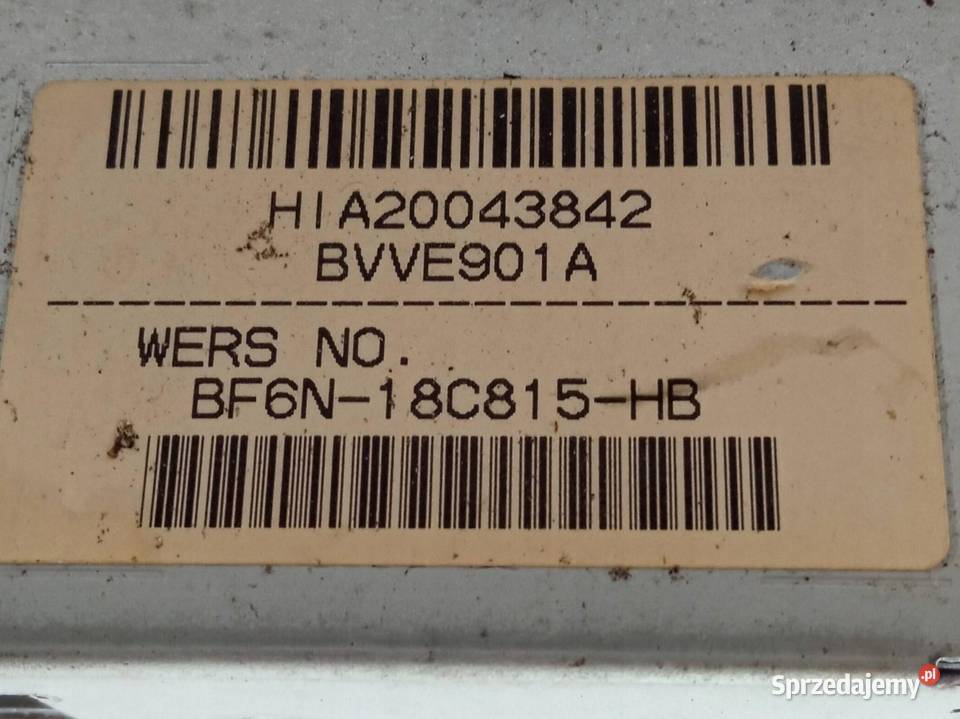 HIA20043842
BVVE901A
WERS NO.
BF6N-18C815-HB
Sprzedajemy.pl